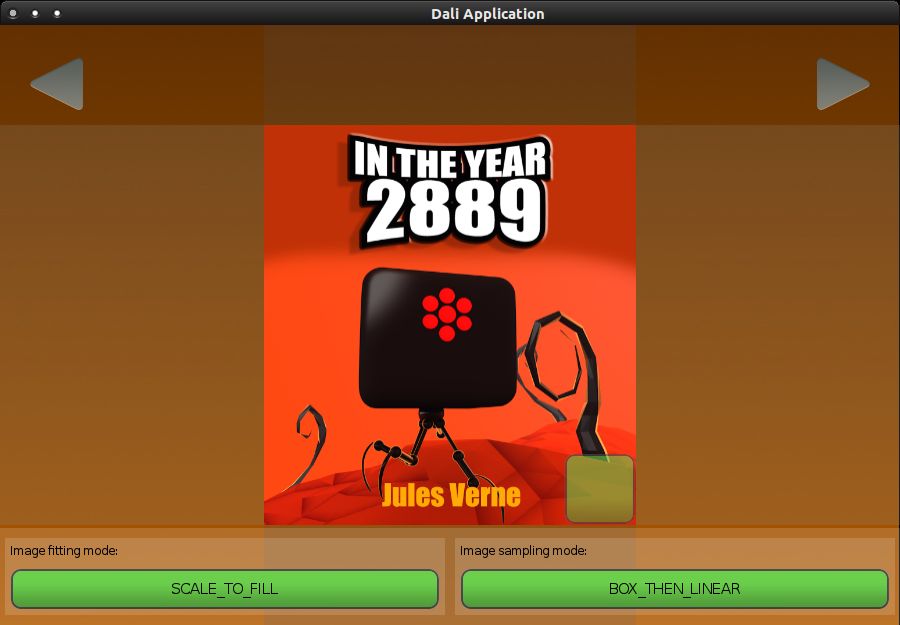 Dali Application
IN THE YEAR
2889
Jules Verne
Image fitting mode:
Image sampling mode:
SCALE_TO_FILL
BOX_THEN_LINEAR